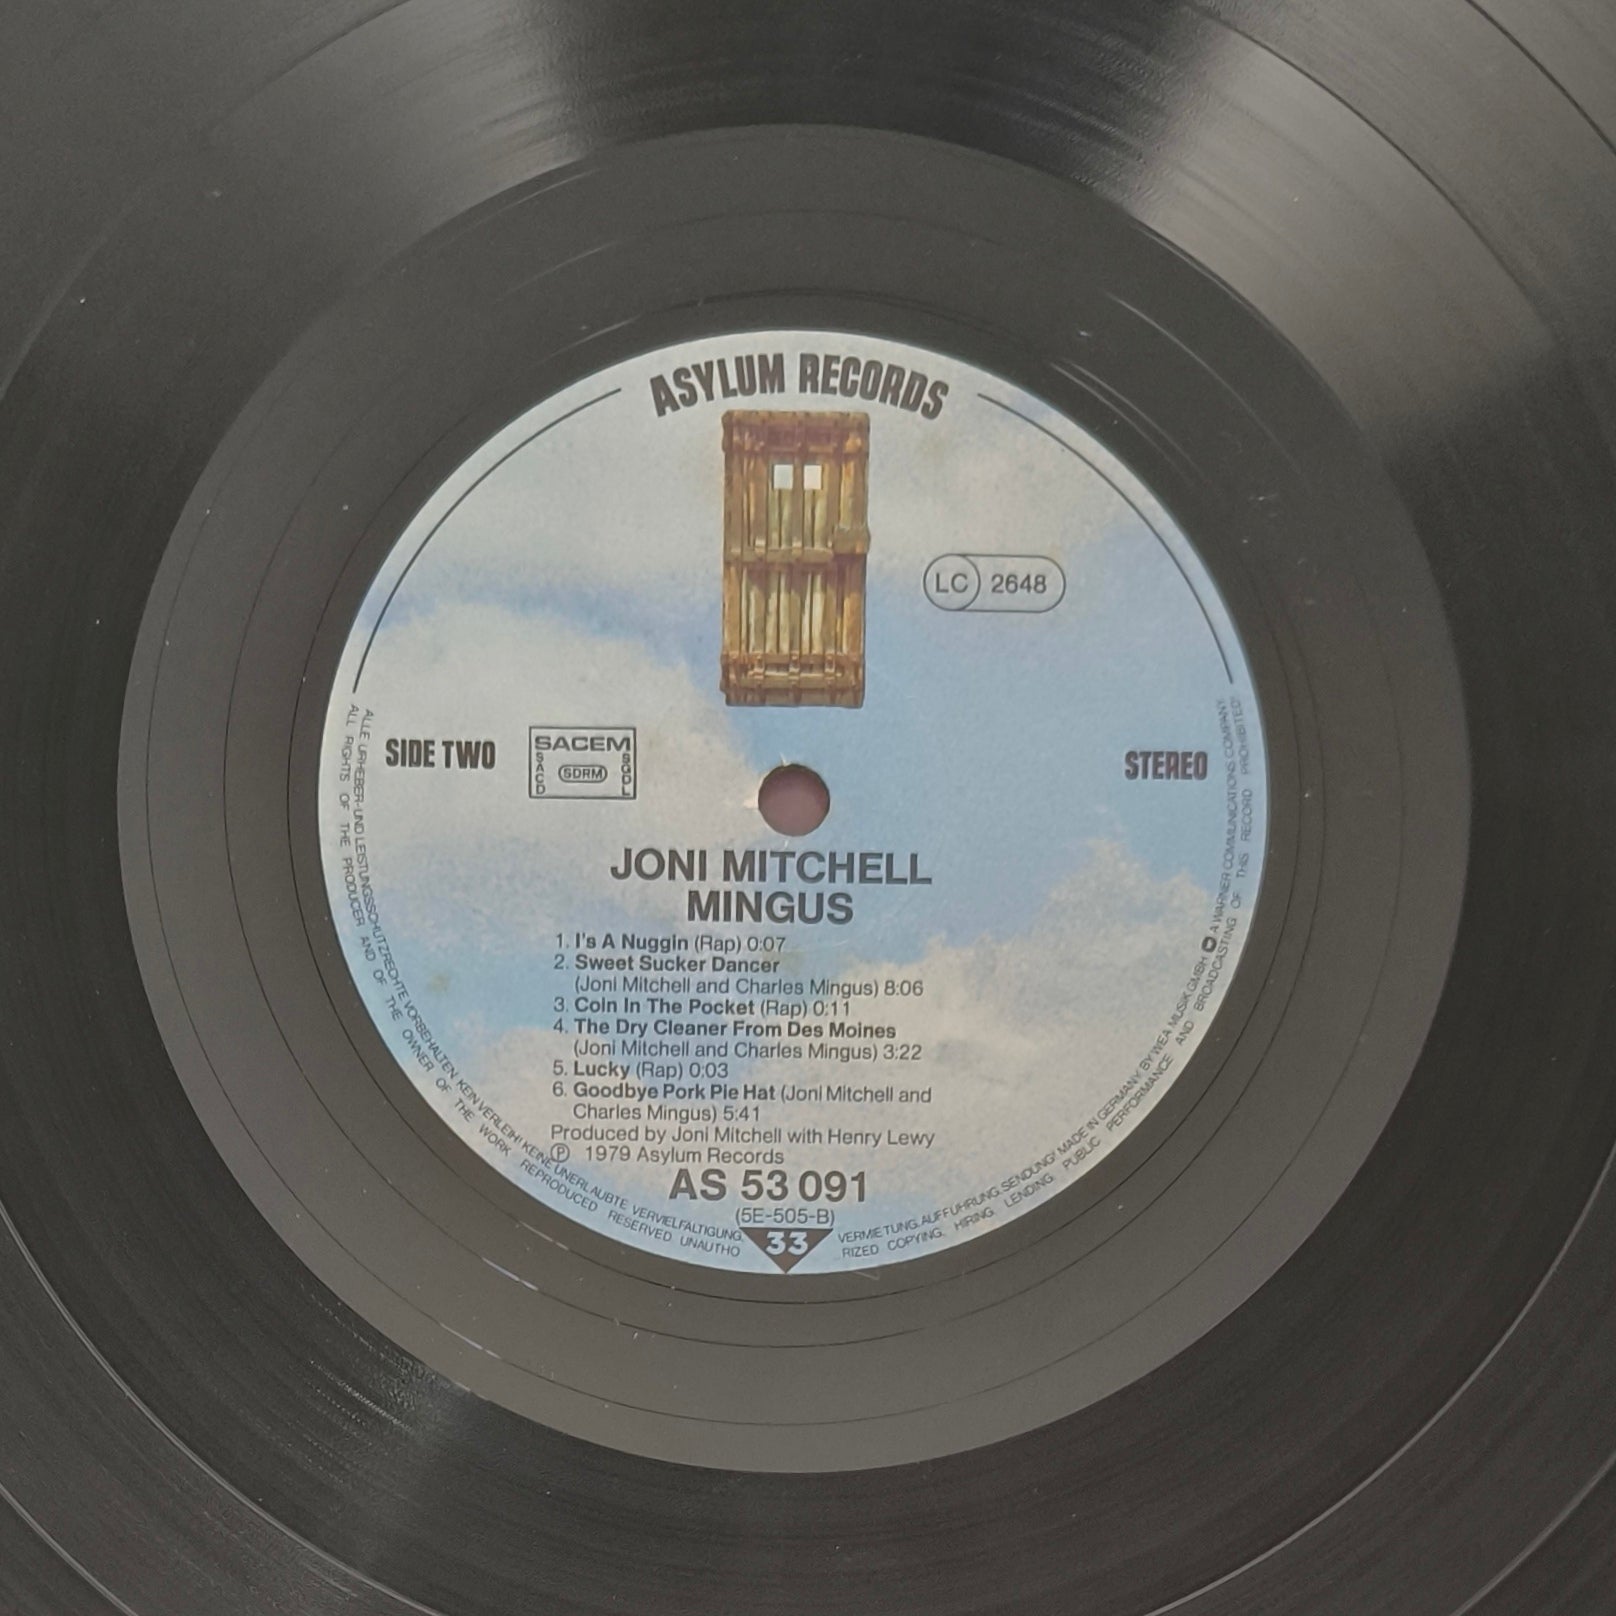 ASYLUM RECORDS
LC 2648
SIDE TWO
SACEM
SACD
SDRM
SGDL
STEREO
JONI MITCHELL
MINGUS
1. I's A Nuggin (Rap) 0:07
2. Sweet Sucker Dancer
(Joni Mitchell and Charles Mingus) 8:06
3. Coin In The Pocket (Rap) 0:11
4. The Dry Cleaner From Des Moines
(Joni Mitchell and Charles Mingus) 3:22
5. Lucky (Rap) 0:03
6. Goodbye Pork Pie Hat (Joni Mitchell and
Charles Mingus) 5:41
Produced by Joni Mitchell with Henry Lewy
Ⓟ 1979 Asylum Records
AS 53 091
(5E-505-B)
33
ALLE URHEBER-UND LEISTUNGSSCHUTZRECHTE VORBEHALTEN, KEIN VERLEIH! KEINE UNERLAUBTE VERVIELFÄLTIGUNG, VERMIETUNG, AUFFÜHRUNG, SENDUNG! MADE IN GERMANY BY WEA MUSIK GMBH A WARNER COMMUNICATIONS COMPANY.
ALL RIGHTS OF THE PRODUCER AND OF THE OWNER OF THE WORK REPRODUCED RESERVED UNAUTHORIZED COPYING, HIRING, LENDING, PUBLIC PERFORMANCE AND BROADCASTING OF THIS RECORD PROHIBITED!